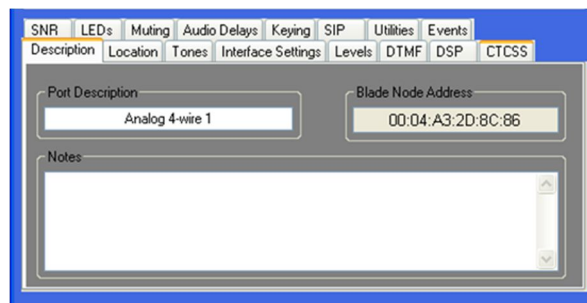 SNR LEDs Muting Audio Delays Keying SIP Utilities Events
Description Location Tones Interface Settings Levels DTMF DSP CTCSS
Port Description
Analog 4-wire 1
Blade Node Address
00:04:A3:2D:8C:86
Notes